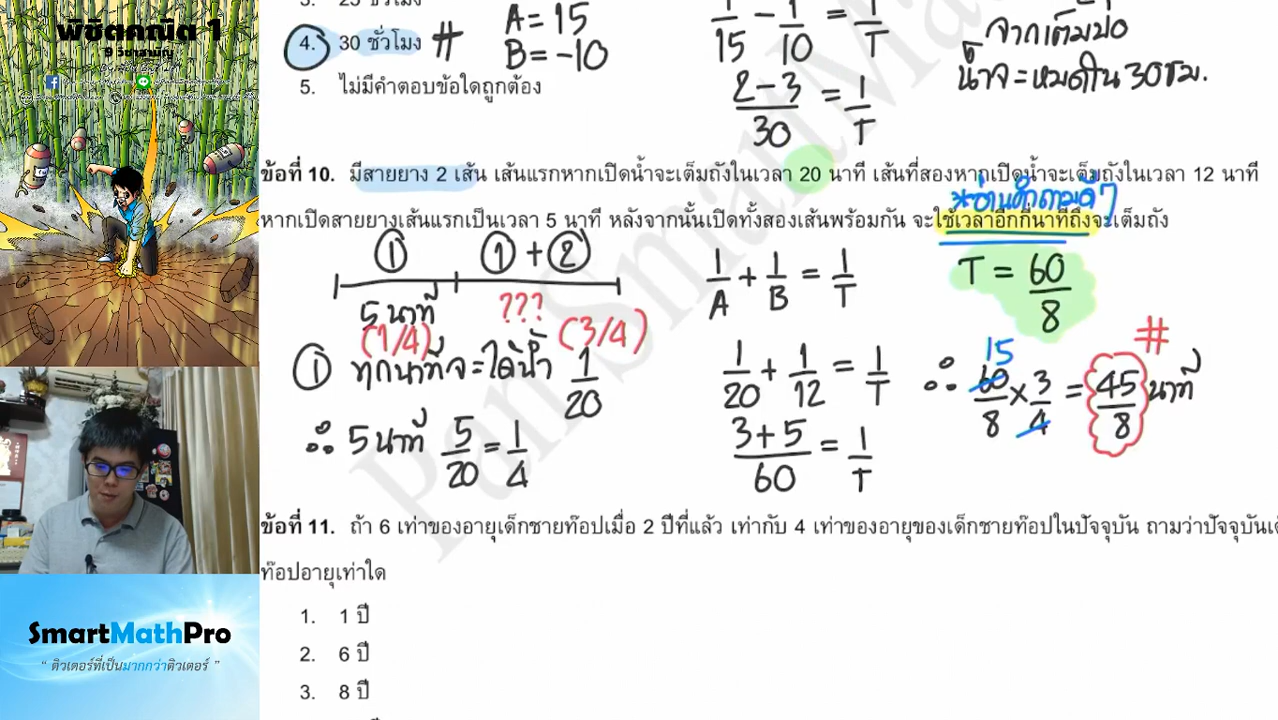 พิชิตคณิต 1
9 วิชาสามัญ
3. 25 ชั่วโมง
4. 30 ชั่วโมง #
A = 15
B = -10
1/15 - 1/10 = 1/T
(2 - 3)/30 = 1/T
จากเต็มบ่อ
น้ำจะหมดใน 30 ชม.
5. ไม่มีคำตอบข้อใดถูกต้อง
ข้อที่ 10. มีสายยาง 2 เส้น เส้นแรกหากเปิดน้ำจะเต็มถังในเวลา 20 นาที เส้นที่สองหากเปิดน้ำจะเต็มถังในเวลา 12 นาที
*อ่านดีๆถามดีๆ
หากเปิดสายยางเส้นแรกเป็นเวลา 5 นาที หลังจากนั้นเปิดทั้งสองเส้นพร้อมกัน จะใช้เวลาอีกกี่นาทีถึงจะเต็มถัง
① ① + ②
5 นาที ???
(1/4) (3/4)
① ทุกนาทีจะได้น้ำ 1/20
∴ 5 นาที 5/20 = 1/4
1/A + 1/B = 1/T
1/20 + 1/12 = 1/T
(3 + 5)/60 = 1/T
T = 60/8
15
∴ 60/8 × 3/4 = 45/8 นาที #
ข้อที่ 11. ถ้า 6 เท่าของอายุเด็กชายท๊อปเมื่อ 2 ปีที่แล้ว เท่ากับ 4 เท่าของอายุของเด็กชายท๊อปในปัจจุบัน ถามว่าปัจจุบันเด็
ท๊อปอายุเท่าใด
1. 1 ปี
2. 6 ปี
3. 8 ปี
SmartMathPro
“ ติวเตอร์ที่เป็นมากกว่าติวเตอร์ ”